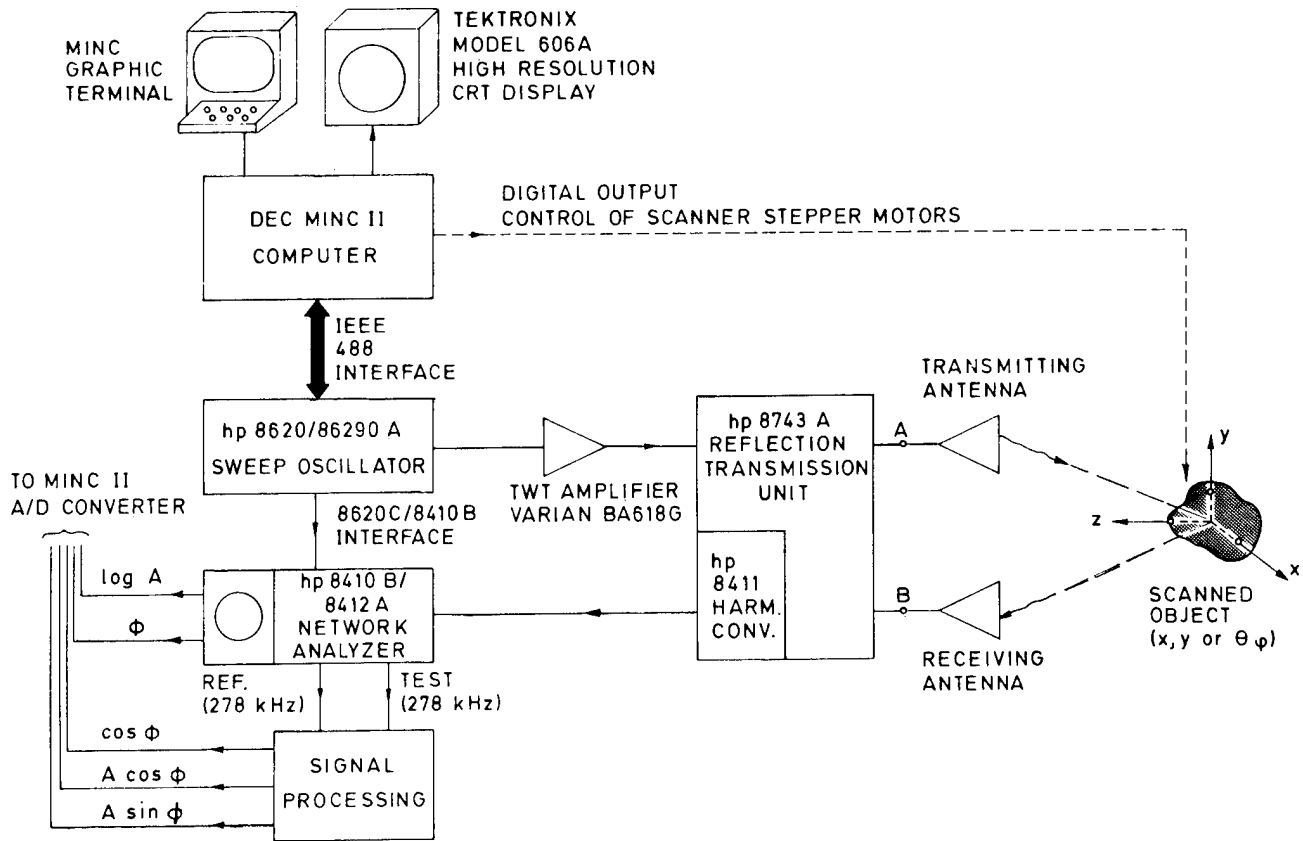 MINC
GRAPHIC
TERMINAL
TEKTRONIX
MODEL 606A
HIGH RESOLUTION
CRT DISPLAY
DEC MINC II
COMPUTER
DIGITAL OUTPUT
CONTROL OF SCANNER STEPPER MOTORS
IEEE
488
INTERFACE
hp 8620/86290 A
SWEEP OSCILLATOR
TWT AMPLIFIER
VARIAN BA618G
hp 8743 A
REFLECTION
TRANSMISSION
UNIT
hp
8411
HARM.
CONV.
A
B
TRANSMITTING
ANTENNA
RECEIVING
ANTENNA
y
z
x
SCANNED
OBJECT
(x, y or Θ φ)
TO MINC II
A/D CONVERTER
8620C/8410B
INTERFACE
log A
Φ
hp 8410 B/
8412 A
NETWORK
ANALYZER
REF.
(278 kHz)
TEST
(278 kHz)
cos Φ
A cos Φ
A sin Φ
SIGNAL
PROCESSING